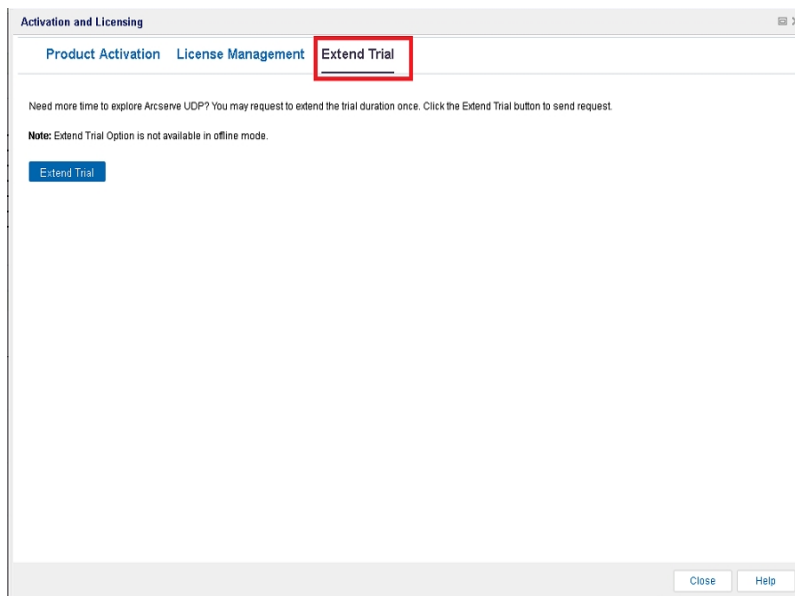 Activation and Licensing
Product Activation License Management Extend Trial
Need more time to explore Arcserve UDP? You may request to extend the trial duration once. Click the Extend Trial button to send request.
Note: Extend Trial Option is not available in offline mode.
Extend Trial
Close Help